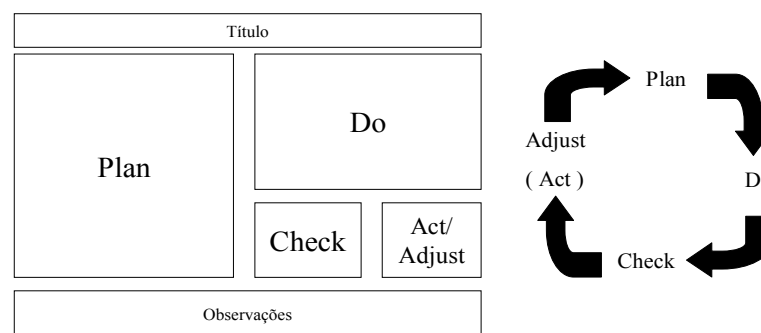 Título
Plan
Do
Check
Act/
Adjust
Observações
Plan
Adjust
( Act )
D
Check